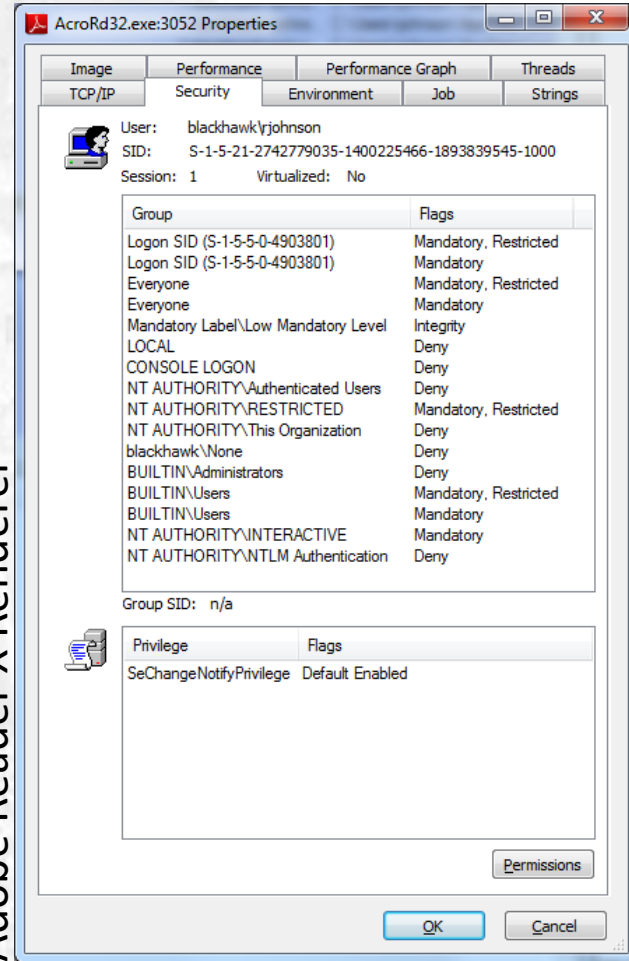 AcroRd32.exe:3052 Properties
Image Performance Performance Graph Threads
TCP/IP Security Environment Job Strings
User: blackhawk\rjohnson
SID: S-1-5-21-2742779035-1400225466-1893839545-1000
Session: 1 Virtualized: No
Group Flags
Logon SID (S-1-5-5-0-4903801) Mandatory, Restricted
Logon SID (S-1-5-5-0-4903801) Mandatory
Everyone Mandatory, Restricted
Everyone Mandatory
Mandatory Label\Low Mandatory Level Integrity
LOCAL Deny
CONSOLE LOGON Deny
NT AUTHORITY\Authenticated Users Deny
NT AUTHORITY\RESTRICTED Mandatory, Restricted
NT AUTHORITY\This Organization Deny
blackhawk\None Deny
BUILTIN\Administrators Deny
BUILTIN\Users Mandatory, Restricted
BUILTIN\Users Mandatory
NT AUTHORITY\INTERACTIVE Mandatory
NT AUTHORITY\NTLM Authentication Deny
Group SID: n/a
Privilege Flags
SeChangeNotifyPrivilege Default Enabled
Permissions
OK Cancel
Adobe Reader X Renderer